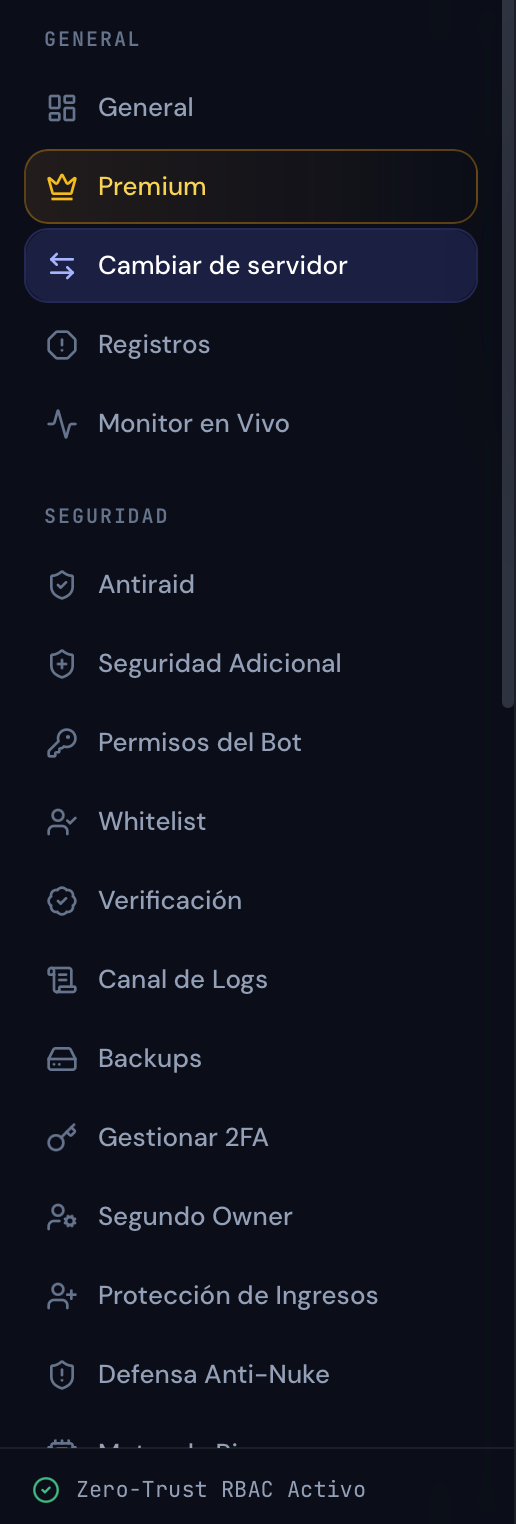 GENERAL
General
Premium
Cambiar de servidor
Registros
Monitor en Vivo
SEGURIDAD
Antiraid
Seguridad Adicional
Permisos del Bot
Whitelist
Verificación
Canal de Logs
Backups
Gestionar 2FA
Segundo Owner
Protección de Ingresos
Defensa Anti-Nuke
Zero-Trust RBAC Activo